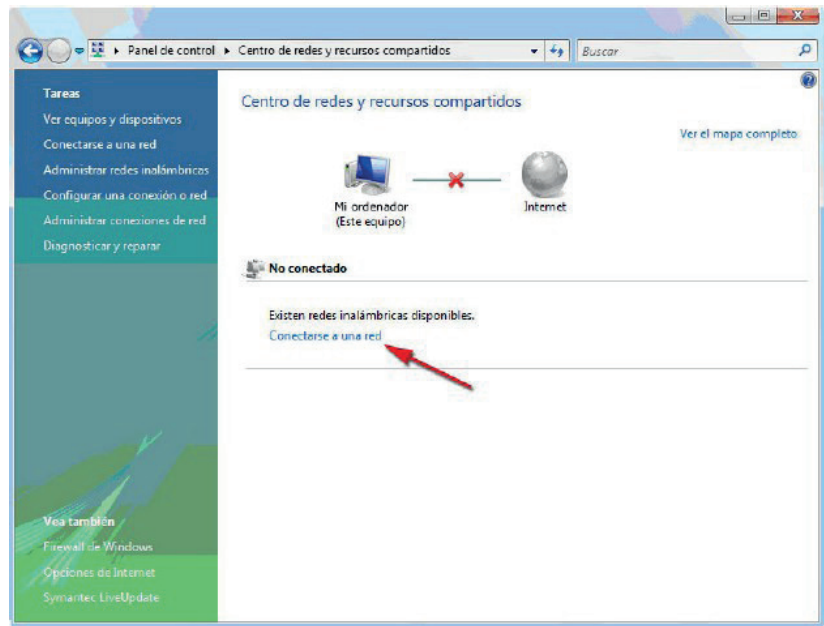 Panel de control
Centro de redes y recursos compartidos
Buscar
Tareas
Ver equipos y dispositivos
Conectarse a una red
Administrar redes inalámbricas
Configurar una conexión o red
Administrar conexiones de red
Diagnosticar y reparar
Vea también
Firewall de Windows
Opciones de Internet
Symantec LiveUpdate
Centro de redes y recursos compartidos
Ver el mapa completo
Mi ordenador
(Este equipo)
Internet
No conectado
Existen redes inalámbricas disponibles.
Conectarse a una red